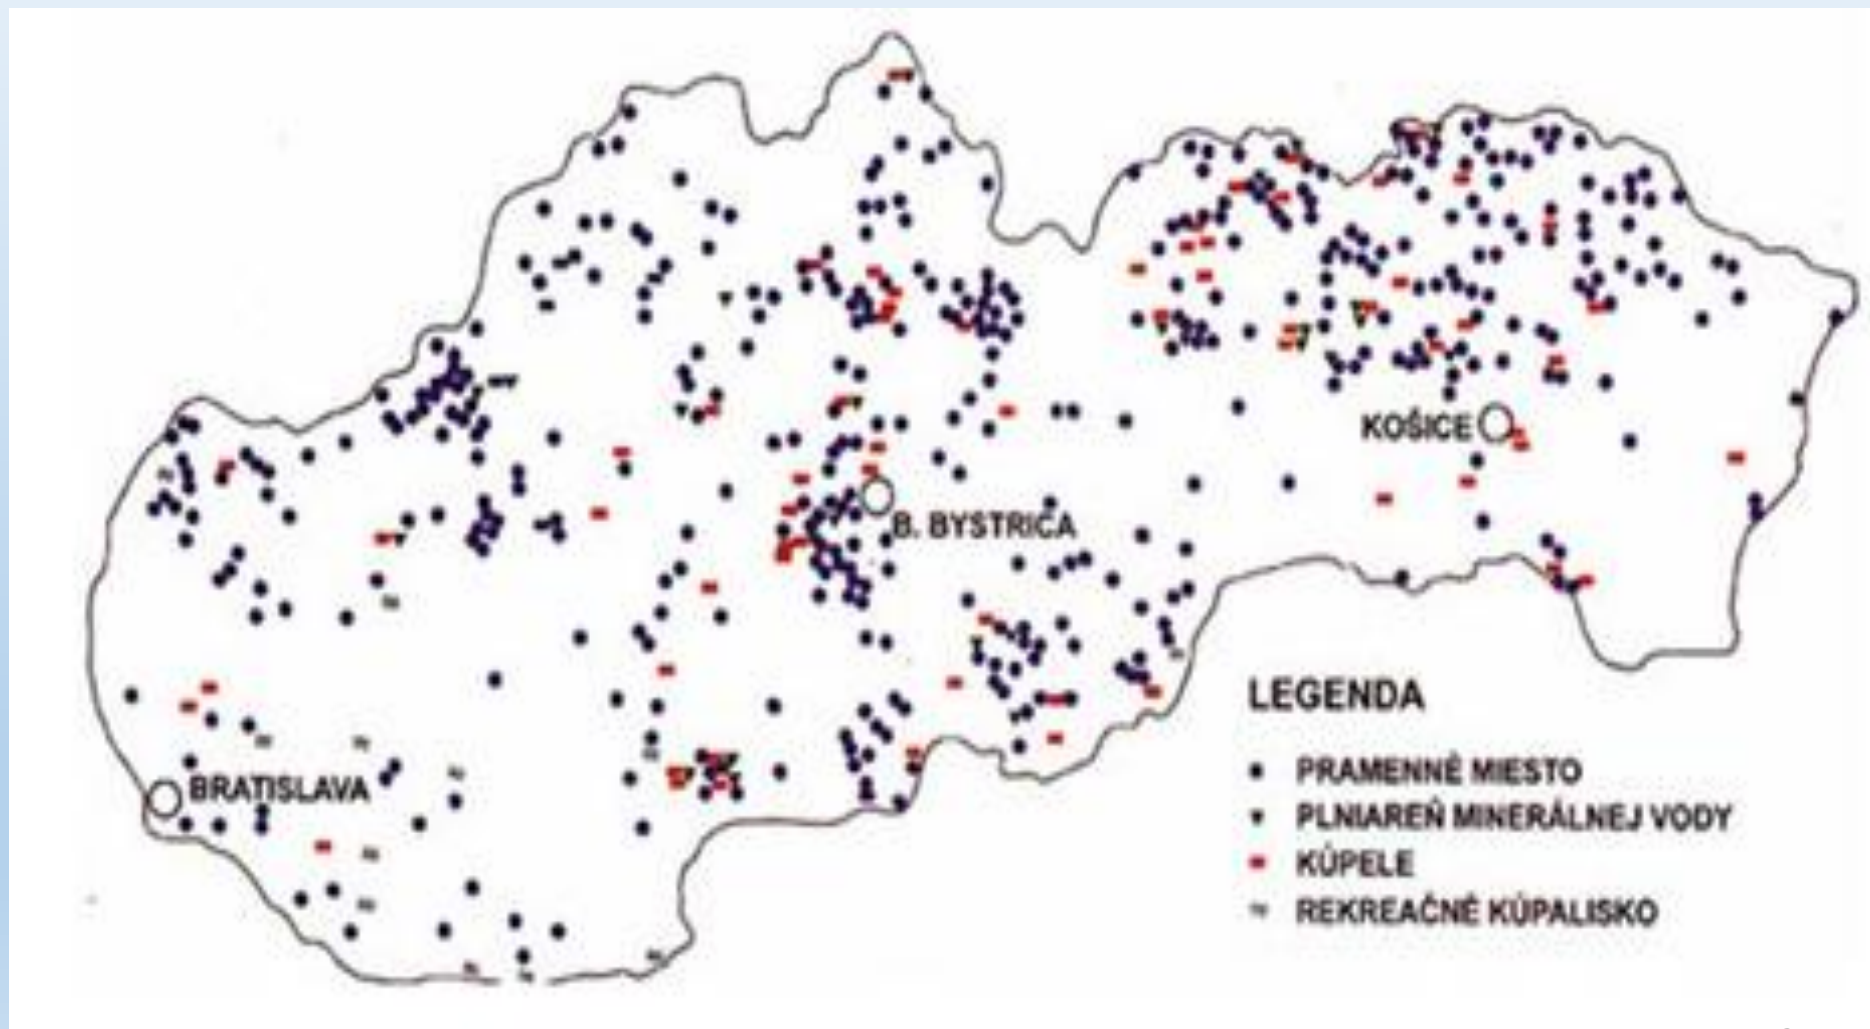 KOŠICE
B. BYSTRICA
BRATISLAVA
LEGENDA
PRAMENNÉ MIESTO
PLNIAREŇ MINERÁLNEJ VODY
KÚPELE
REKREAČNÉ KÚPALISKO